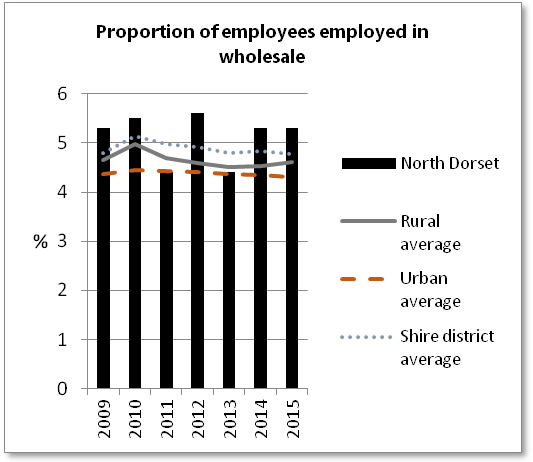 Proportion of employees employed in
wholesale
6
5
4
3
2
1
0
%
2009
2010
2011
2012
2013
2014
2015
North Dorset
Rural
average
Urban
average
Shire district
average